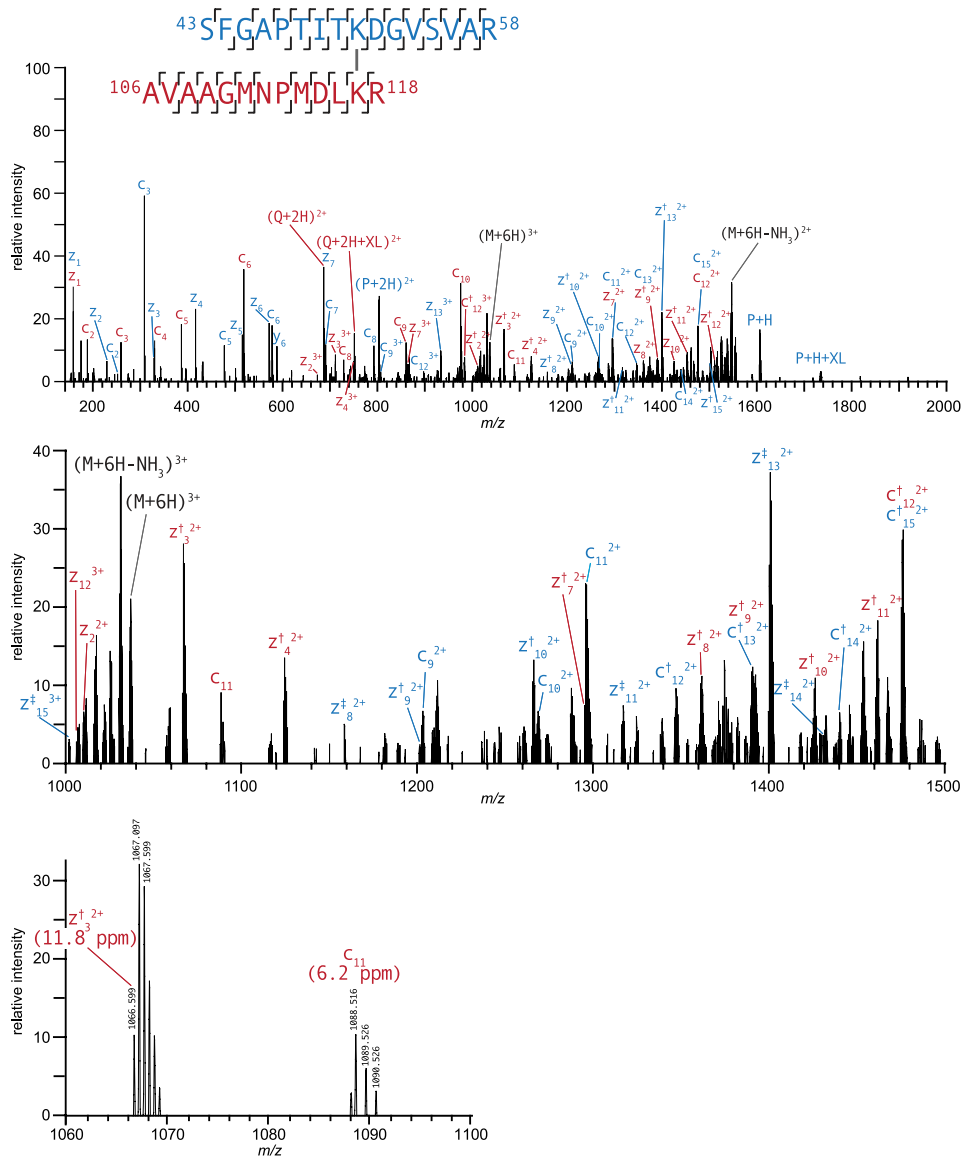 43SFGAPTITKDGVSVAR58
106AVAAGMNPMDLKR118
relative intensity
100
80
60
40
20
0
z1
z1
c2
z2
c2
c3
c3
z3
c4
c5
z4
c5
z5
c6
z6
c6
y6
(Q+2H)2+
z2 3+
z7
c7
z3 3+
(Q+2H+XL)2+
c8
z4 3+
c8
(P+2H)2+
c9 3+
c9
z7 3+
c12 3+
z13 3+
c10
c†12 3+
z†2 2+
(M+6H)3+
z†3 2+
c11
z†4 2+
z†8 2+
z9 2+
c9 2+
z†10 2+
c10 2+
c11 2+
z7 2+
z†11 2+
c12 2+
c13 2+
z8 2+
z†9 2+
z†13 2+
z10 2+
z†11 2+
c14 2+
c15 2+
c12 2+
z†12 2+
z†15 2+
(M+6H-NH3)2+
P+H
P+H+XL
200 400 600 800 1000 1200 1400 1600 1800 2000
m/z
relative intensity
40
30
20
10
0
z‡15 3+
z12 3+
z2 2+
(M+6H-NH3)3+
(M+6H)3+
z†3 2+
c11
z†4 2+
z‡8 2+
z†9 2+
c9 2+
z†10 2+
c10 2+
z†7 2+
c11 2+
z‡11 2+
c†12 2+
z†8 2+
z†9 2+
c†13 2+
z‡13 2+
z†10 2+
z‡14 2+
c†14 2+
z†11 2+
c†12 2+
c†15 2+
1000 1100 1200 1300 1400 1500
m/z
relative intensity
30
20
10
0
z†3 2+
(11.8 ppm)
1066.599
1067.097
1067.599
c11
(6.2 ppm)
1088.516
1089.526
1090.526
1060 1070 1080 1090 1100
m/z